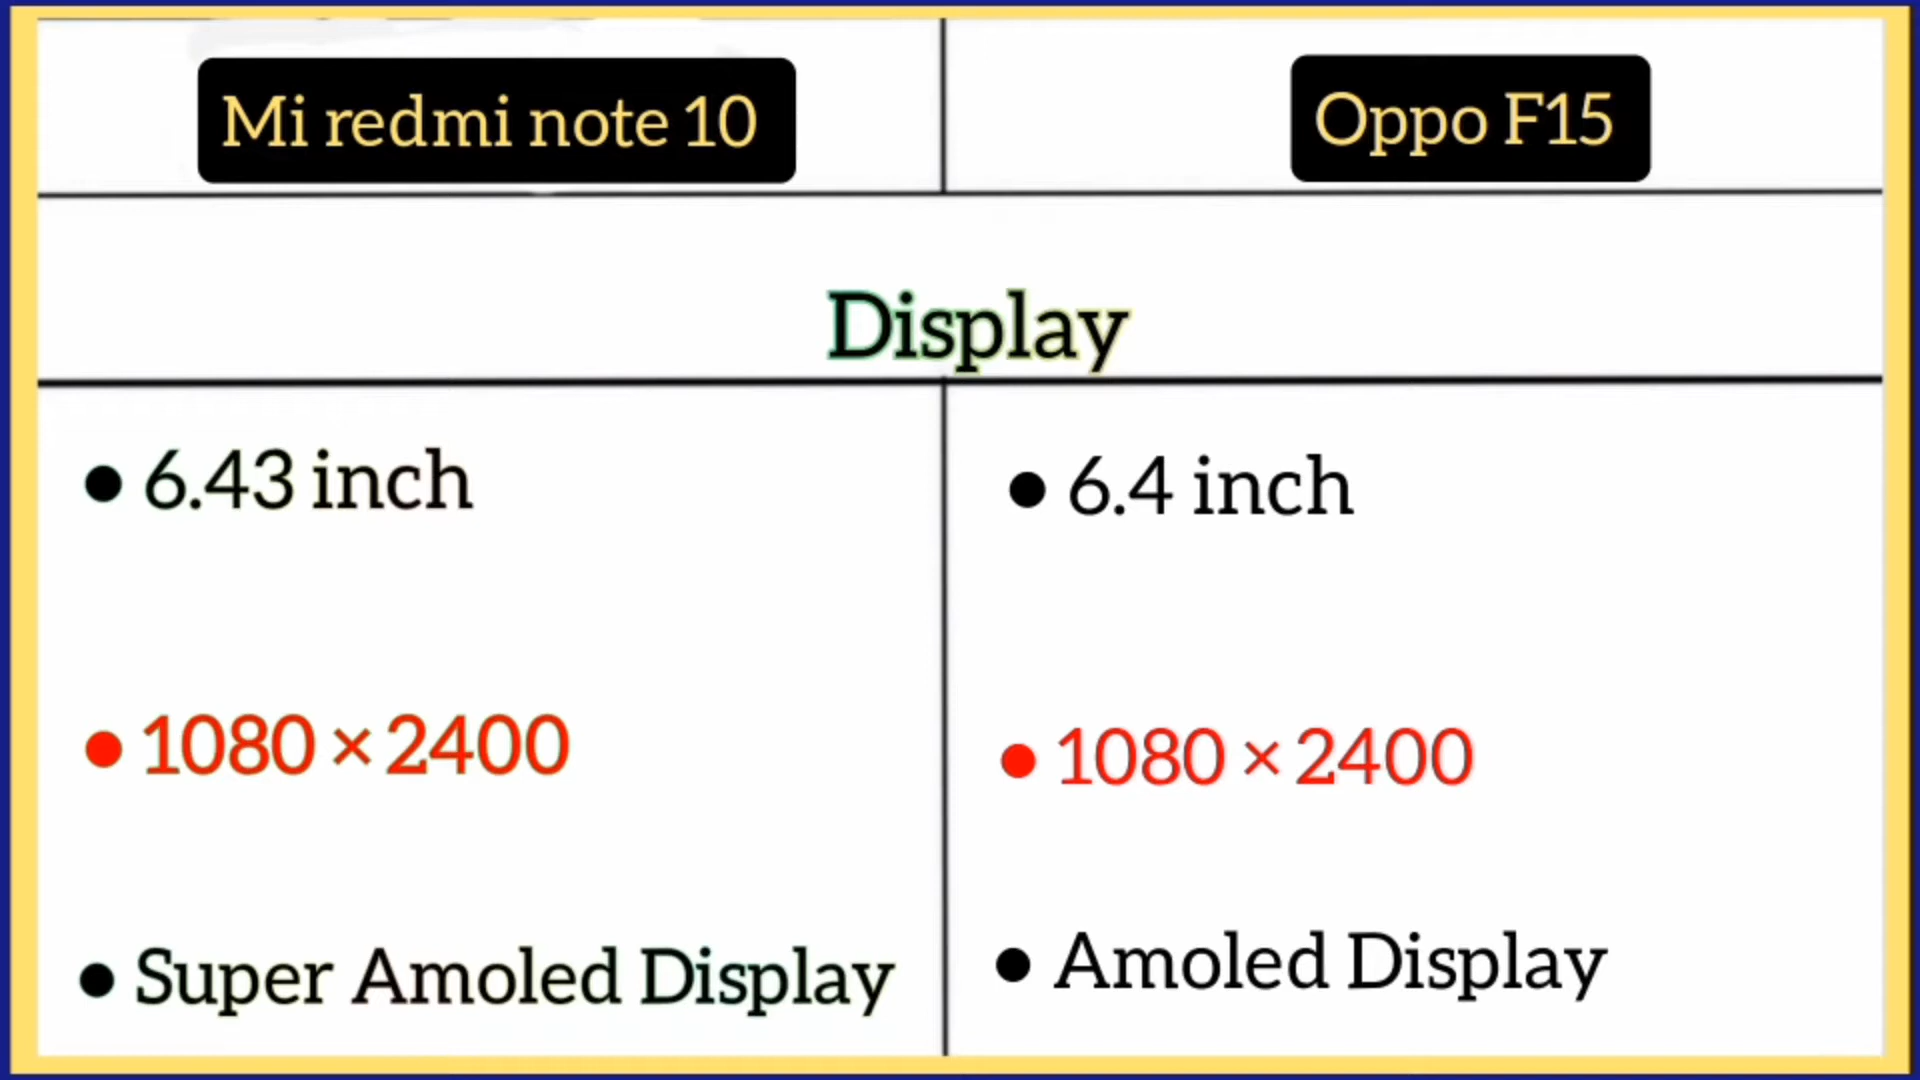 Mi redmi note 10
Oppo F15
Display
● 6.43 inch
● 6.4 inch
● 1080 × 2400
● 1080 × 2400
● Super Amoled Display
● Amoled Display